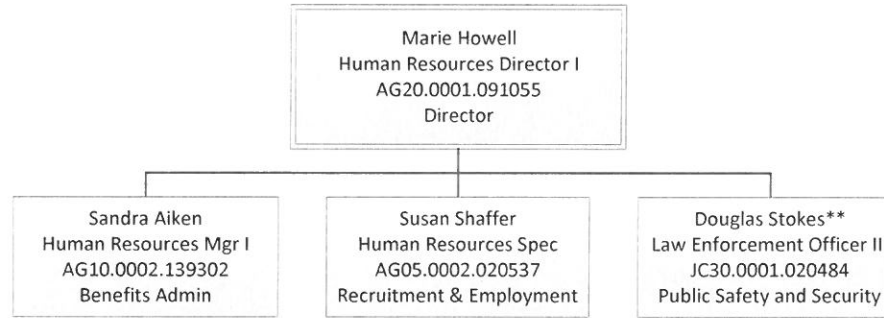 Marie Howell
Human Resources Director I
AG20.0001.091055
Director
Sandra Aiken
Human Resources Mgr I
AG10.0002.139302
Benefits Admin
Susan Shaffer
Human Resources Spec
AG05.0002.020537
Recruitment & Employment
Douglas Stokes**
Law Enforcement Officer II
JC30.0001.020484
Public Safety and Security